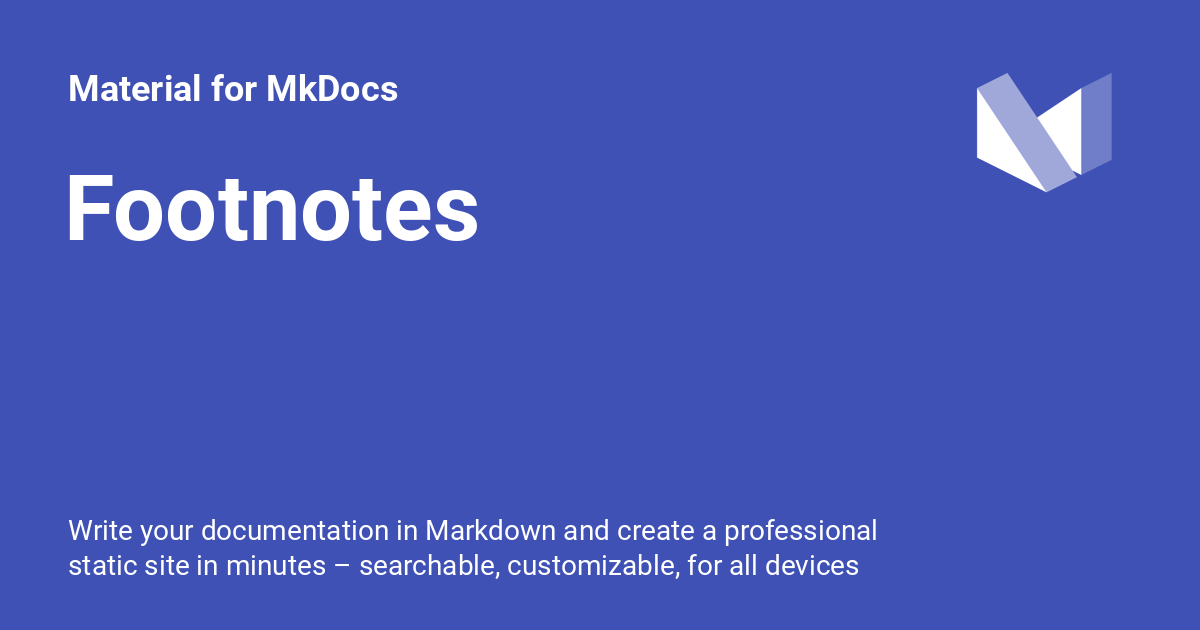 Material for MkDocs
Footnotes
Write your documentation in Markdown and create a professional
static site in minutes – searchable, customizable, for all devices